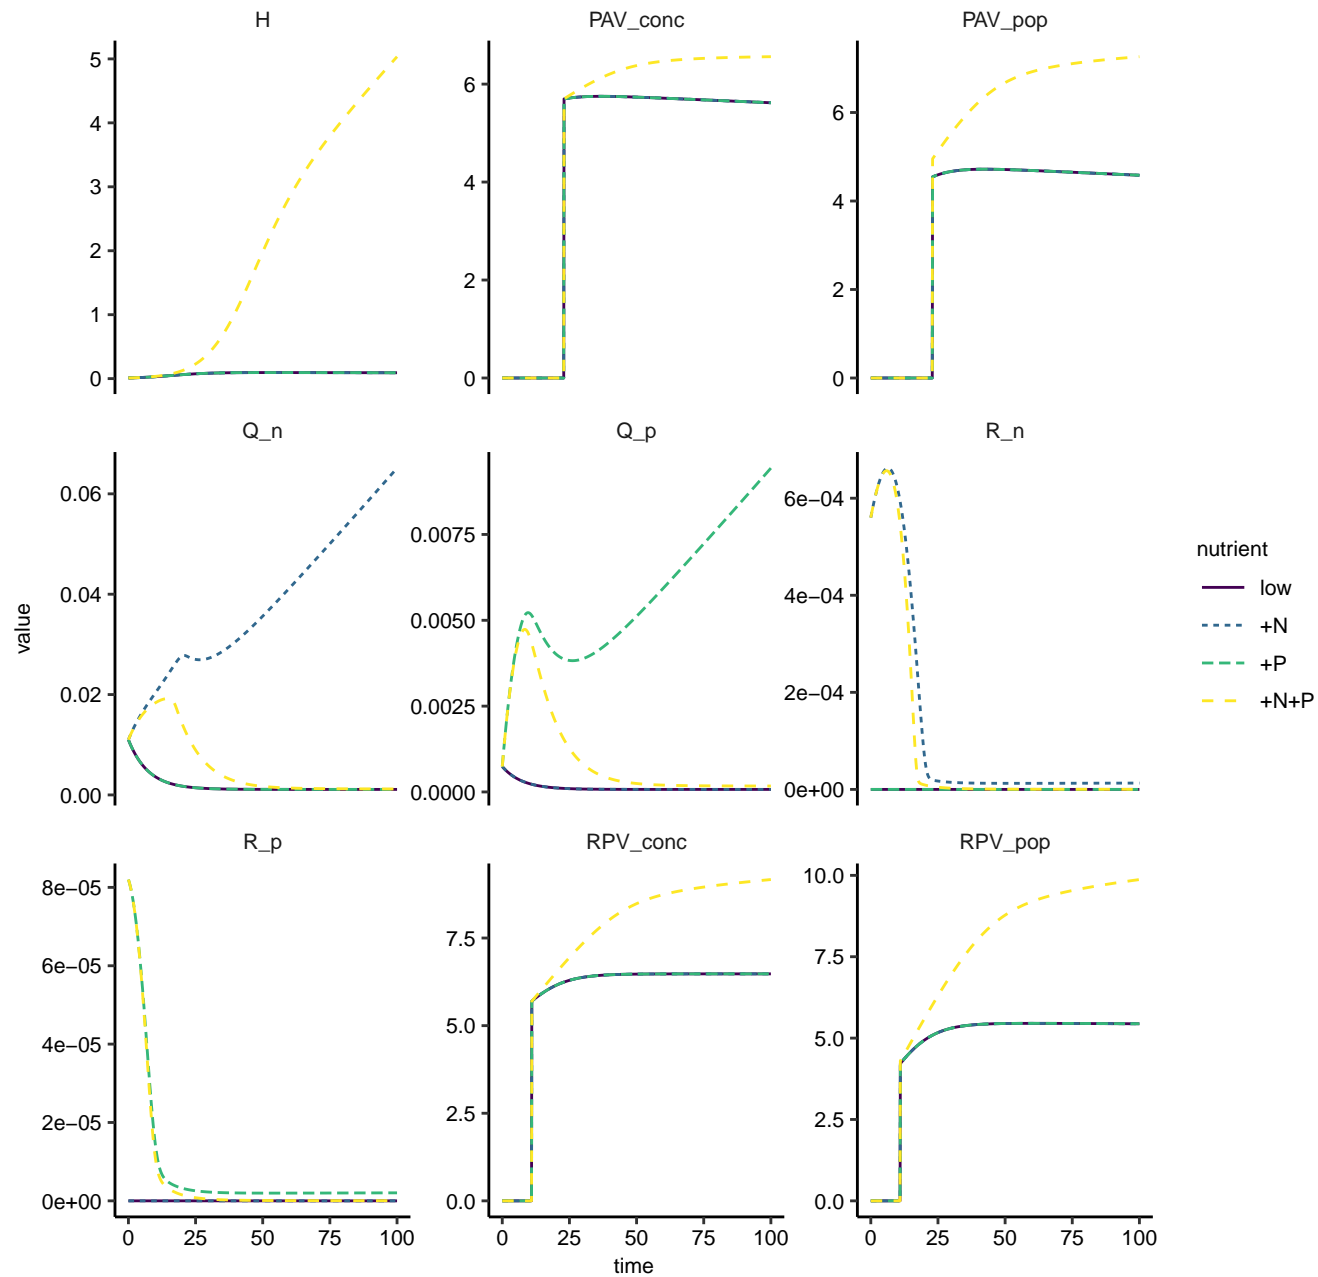 H
PAV_conc
PAV_pop
5
4
3
2
1
0
6
4
2
0
6
4
2
0
Q_n
Q_p
R_n
0.06
0.04
0.02
0.00
0.0075
0.0050
0.0025
0.0000
6e−04
4e−04
2e−04
0e+00
R_p
RPV_conc
RPV_pop
8e−05
6e−05
4e−05
2e−05
0e+00
7.5
5.0
2.5
0.0
10.0
7.5
5.0
2.5
0.0
0 25 50 75 100
0 25 50 75 100
0 25 50 75 100
time
value
nutrient
low
+N
+P
+N+P